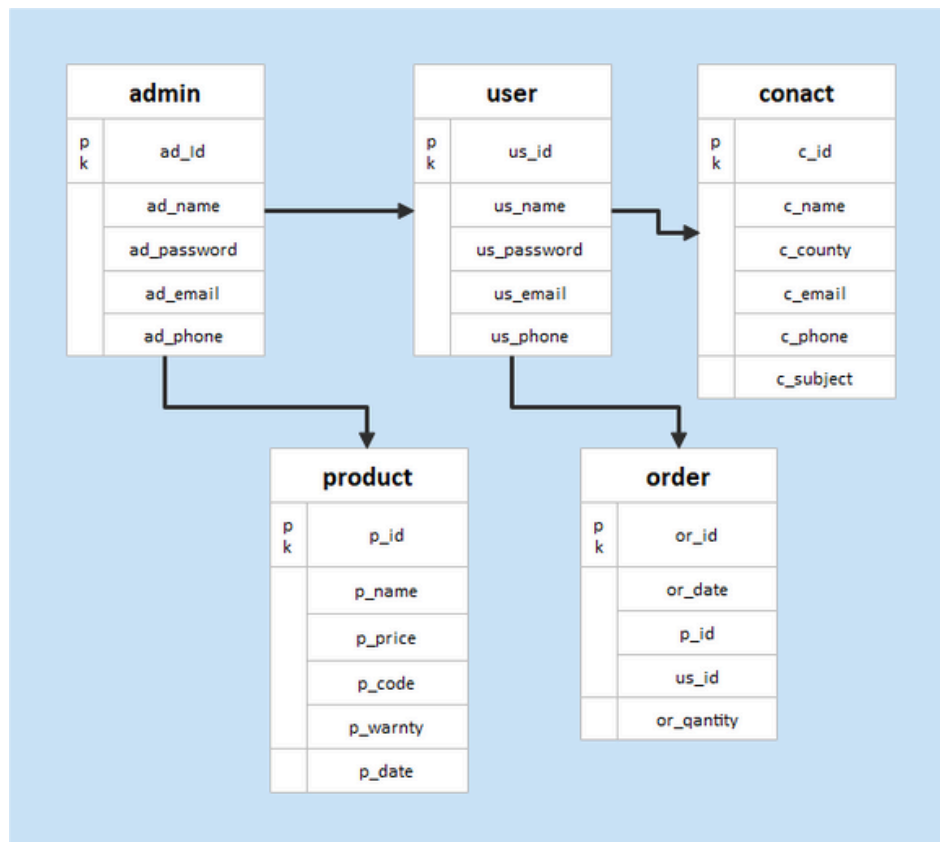 admin
pk
ad_Id
ad_name
ad_password
ad_email
ad_phone
user
pk
us_id
us_name
us_password
us_email
us_phone
conact
pk
c_id
c_name
c_county
c_email
c_phone
c_subject
product
pk
p_id
p_name
p_price
p_code
p_warnty
p_date
order
pk
or_id
or_date
p_id
us_id
or_qantity